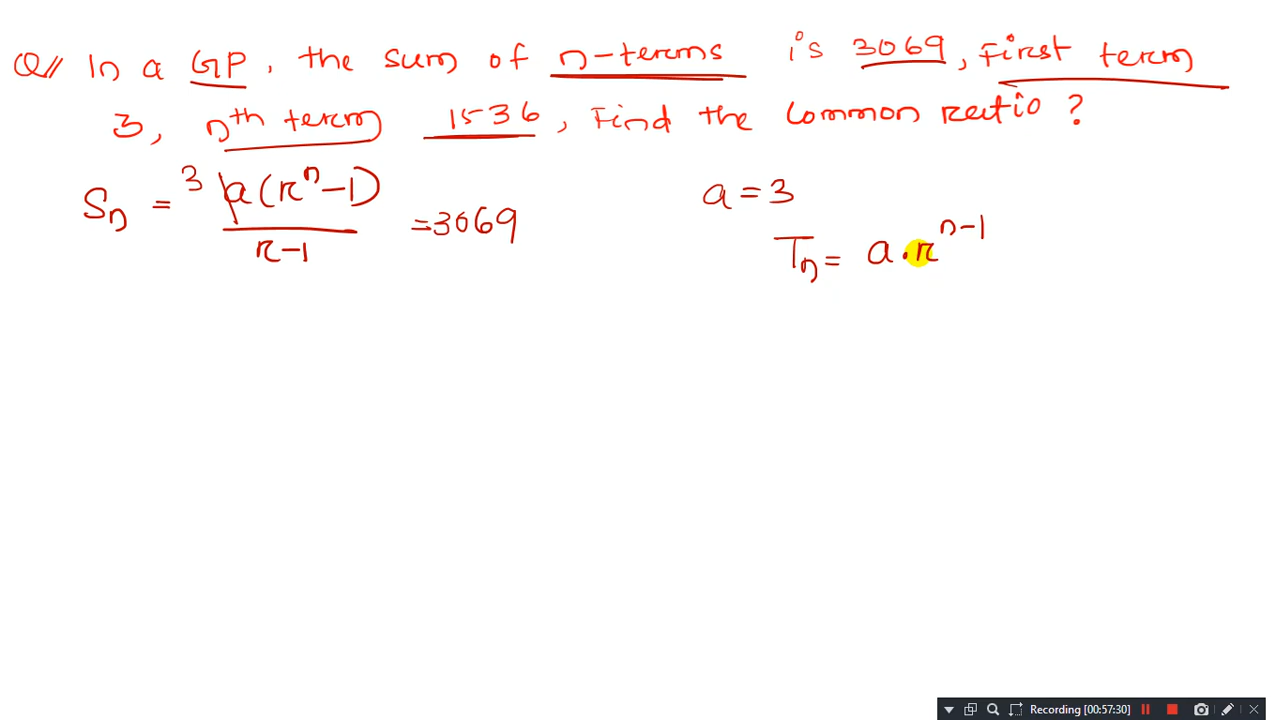 Q// In a GP, the sum of n-terms is 3069, First term
3, nth term 1536, Find the common Ratio ?
Sn = 3 a(r^n-1) / r-1 = 3069
a = 3
Tn = a . r^n-1
Recording [00:57:30]